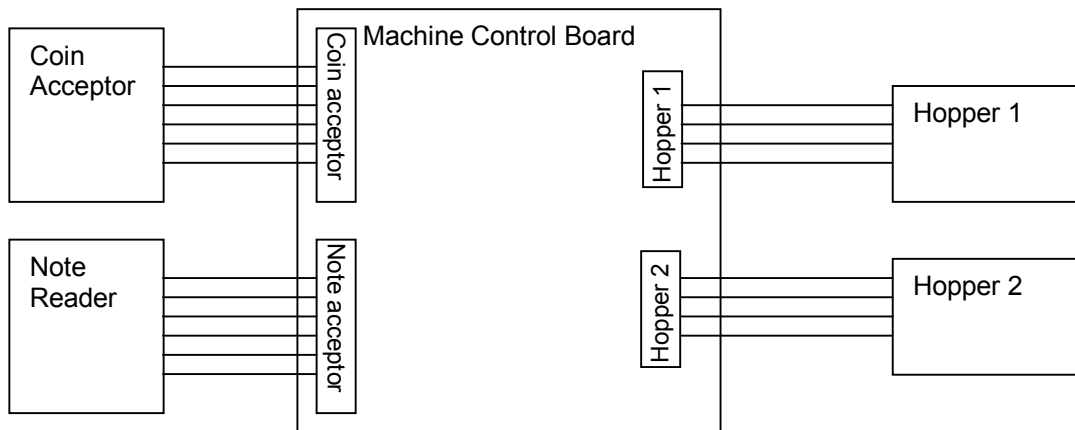 Coin
Acceptor
Coin acceptor
Machine Control Board
Hopper 1
Hopper 1
Note
Reader
Note acceptor
Hopper 2
Hopper 2